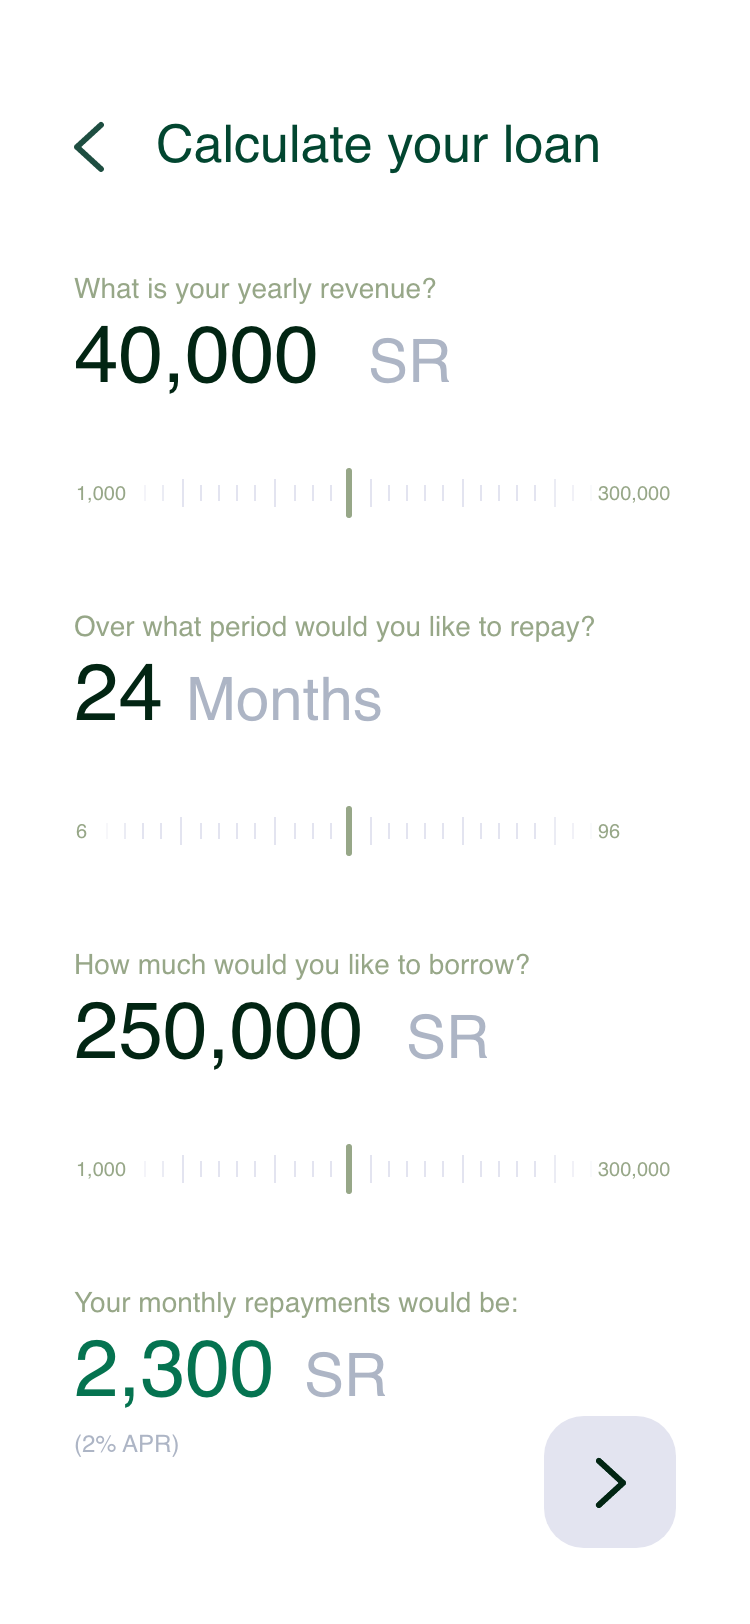 Calculate your loan
What is your yearly revenue?
40,000 SR
1,000 300,000
Over what period would you like to repay?
24 Months
6 96
How much would you like to borrow?
250,000 SR
1,000 300,000
Your monthly repayments would be:
2,300 SR
(2% APR)